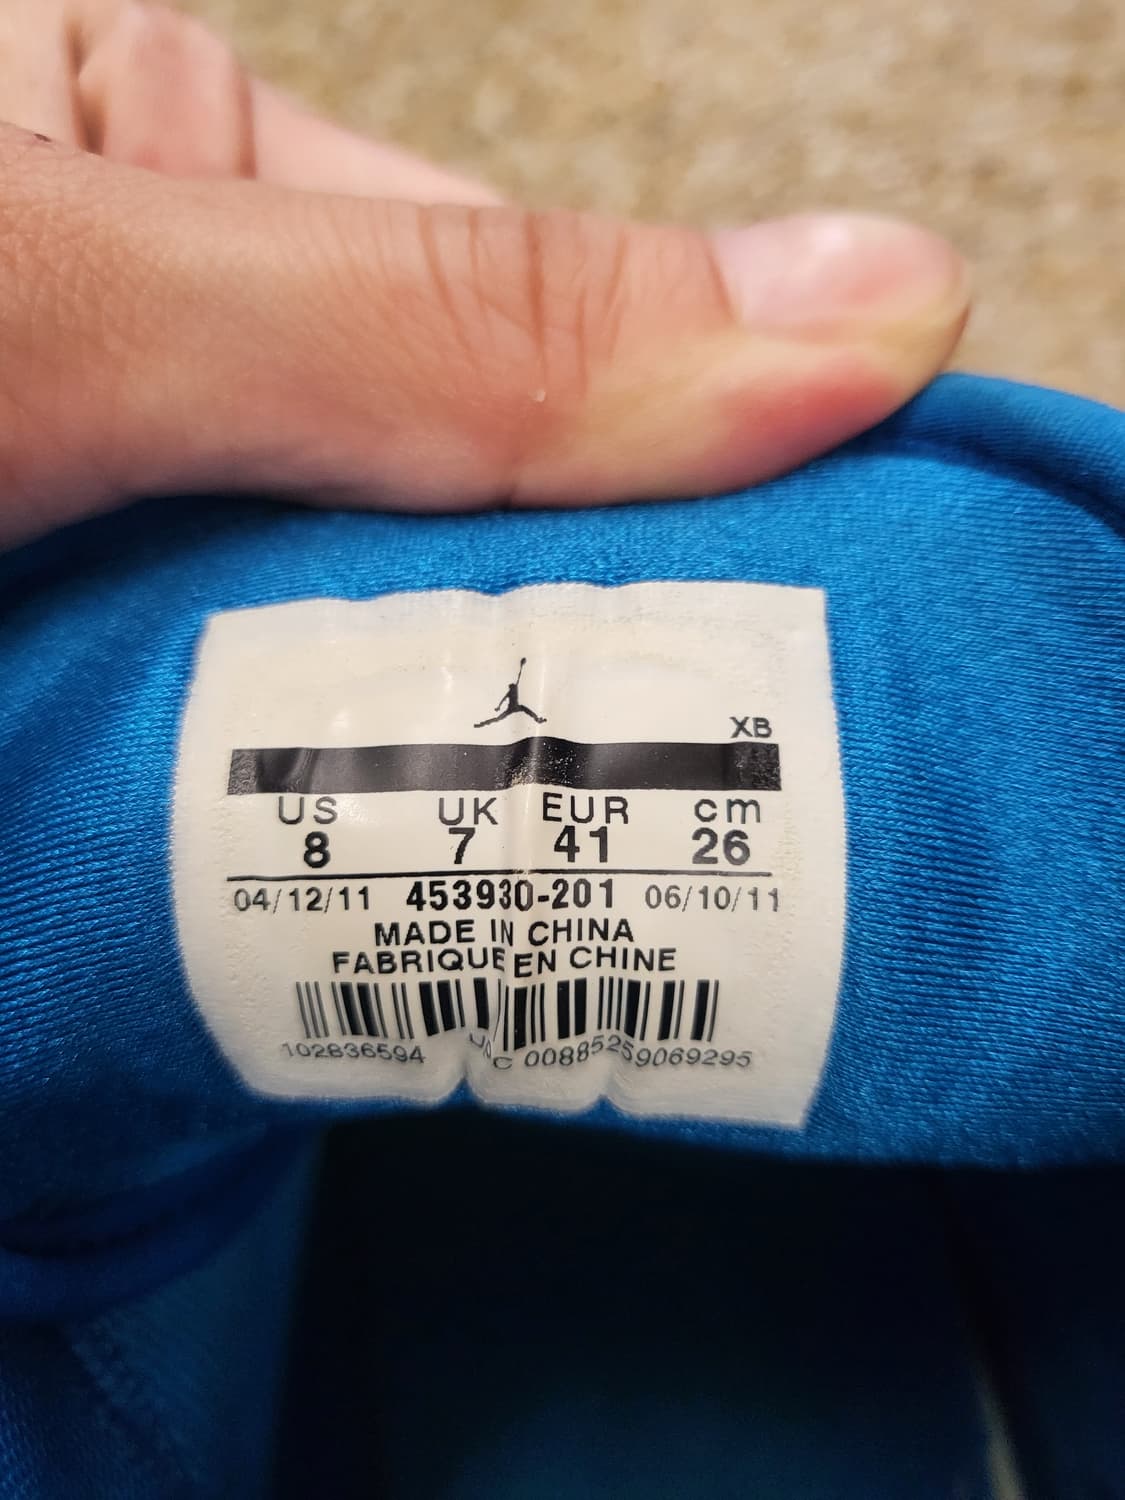 XB
US UK EUR cm
8 7 41 26
04/12/11 453930-201 06/10/11
MADE IN CHINA
FABRIQUE EN CHINE
102836594 UPC 00885259069295